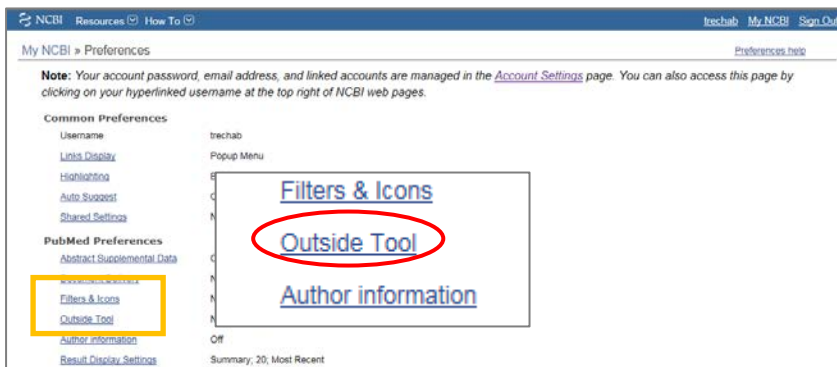 NCBI Resources How To trechab My NCBI Sign Out
My NCBI » Preferences Preferences help
Note: Your account password, email address, and linked accounts are managed in the Account Settings page. You can also access this page by
clicking on your hyperlinked username at the top right of NCBI web pages.
Common Preferences
Username trechab
Links Display Popup Menu
Highlighting
Auto Suggest
Shared Settings
PubMed Preferences
Abstract Supplemental Data
Filters & Icons
Outside Tool
Author information Off
Result Display Settings Summary; 20; Most Recent
Filters & Icons
Outside Tool
Author information